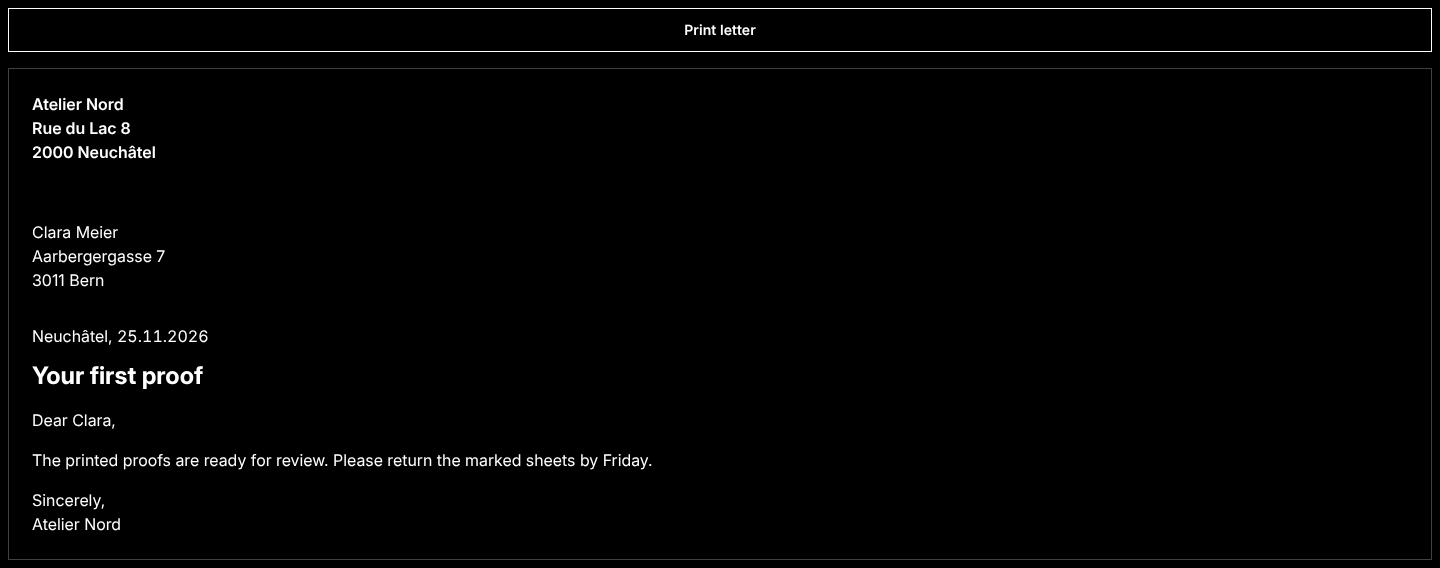 Print letter
Atelier Nord
Rue du Lac 8
2000 Neuchâtel
Clara Meier
Aarbergergasse 7
3011 Bern
Neuchâtel, 25.11.2026
Your first proof
Dear Clara,
The printed proofs are ready for review. Please return the marked sheets by Friday.
Sincerely,
Atelier Nord